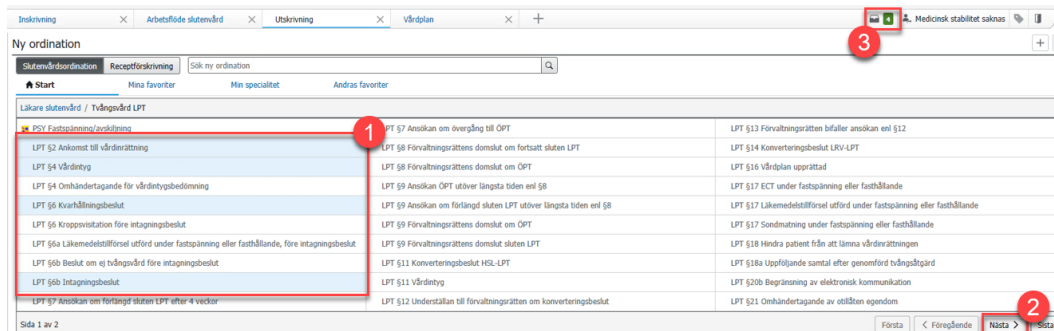 Inskrivning Arbetsflöde slutenvård Utskrivning Vårdplan 4 Medicinsk stabilitet saknas
3
Ny ordination
Slutenvårdsordination Receptförskrivning Sök ny ordination
Start Mina favoriter Min specialitet Andras favoriter
Läkare slutenvård / Tvångsvård LPT
1
PSY Fastspänning/avskiljning LPT §7 Ansökan om övergång till ÖPT LPT §13 Förvaltningsrätten bifaller ansökan enl §12
LPT §2 Ankomst till vårdinrättning LPT §8 Förvaltningsrättens domslut om fortsatt sluten LPT LPT §14 Konverteringsbeslut LRV-LPT
LPT §4 Vårdintyg LPT §8 Förvaltningsrättens domslut om ÖPT LPT §16 Vårdplan upprättad
LPT §4 Omhändertagande för vårdintygsbedömning LPT §9 Ansökan ÖPT utöver längsta tiden enl §8 LPT §17 ECT under fastspänning eller fasthållande
LPT §6 Kvarhållningsbeslut LPT §9 Ansökan om förlängd sluten LPT utöver längsta tiden enl §8 LPT §17 Läkemedelstillförsel utförd under fastspänning eller fasthållande
LPT §6 Kroppsvisitation före intagningsbeslut LPT §9 Förvaltningsrättens domslut om ÖPT LPT §17 Sondmatning under fastspänning eller fasthållande
LPT §6a Läkemedelstillförsel utförd under fastspänning eller fasthållande, före intagningsbeslut LPT §9 Förvaltningsrättens domslut sluten LPT LPT §18 Hindra patient från att lämna vårdinrättningen
LPT §6b Beslut om ej tvångsvård före intagningsbeslut LPT §11 Konverteringsbeslut HSL-LPT LPT §18a Uppföljande samtal efter genomförd tvångsåtgärd
LPT §6b Intagningsbeslut LPT §11 Vårdintyg LPT §20b Begränsning av elektronisk kommunikation
LPT §7 Ansökan om förlängd sluten LPT efter 4 veckor LPT §12 Underställan till förvaltningsrätten om konverteringsbeslut LPT §21 Omhändertagande av otillåten egendom
2
Sida 1 av 2 Första < Föregående Nästa > Sista